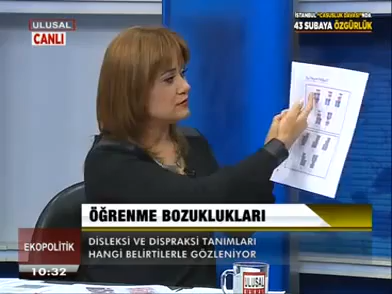 ULUSAL
CANLI
İSTANBUL "CASUSLUK DAVASI"NDA
43 SUBAYA ÖZGÜRLÜK
ÖĞRENME BOZUKLUKLARI
EKOPOLİTİK
DİSLEKSİ VE DİSPRAKSİ TANIMLARI
HANGİ BELİRTİLERLE GÖZLENİYOR
10:32
ULUSAL